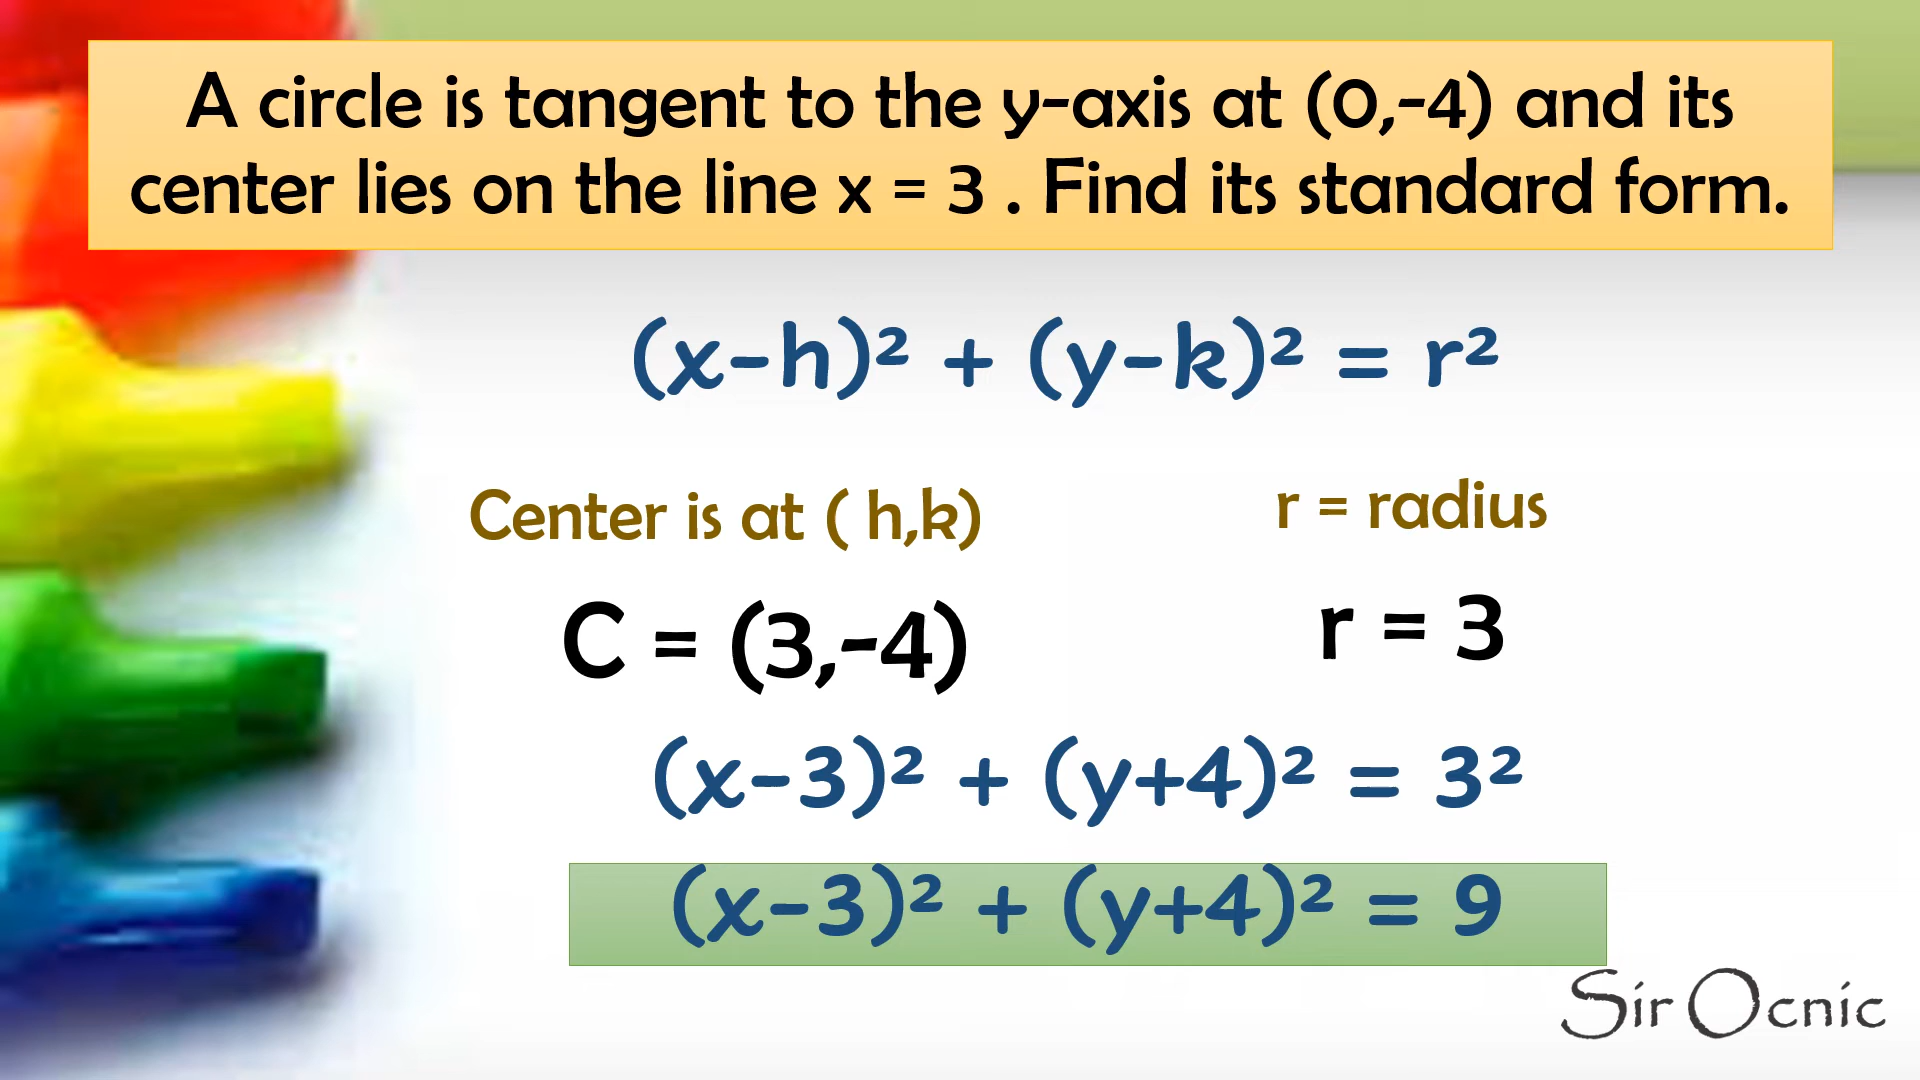 A circle is tangent to the y-axis at (0,-4) and its
center lies on the line x = 3 . Find its standard form.
(x-h)² + (y-k)² = r²
Center is at ( h,k)
r = radius
C = (3,-4)
r = 3
(x-3)² + (y+4)² = 3²
(x-3)² + (y+4)² = 9
Sir Ocnic